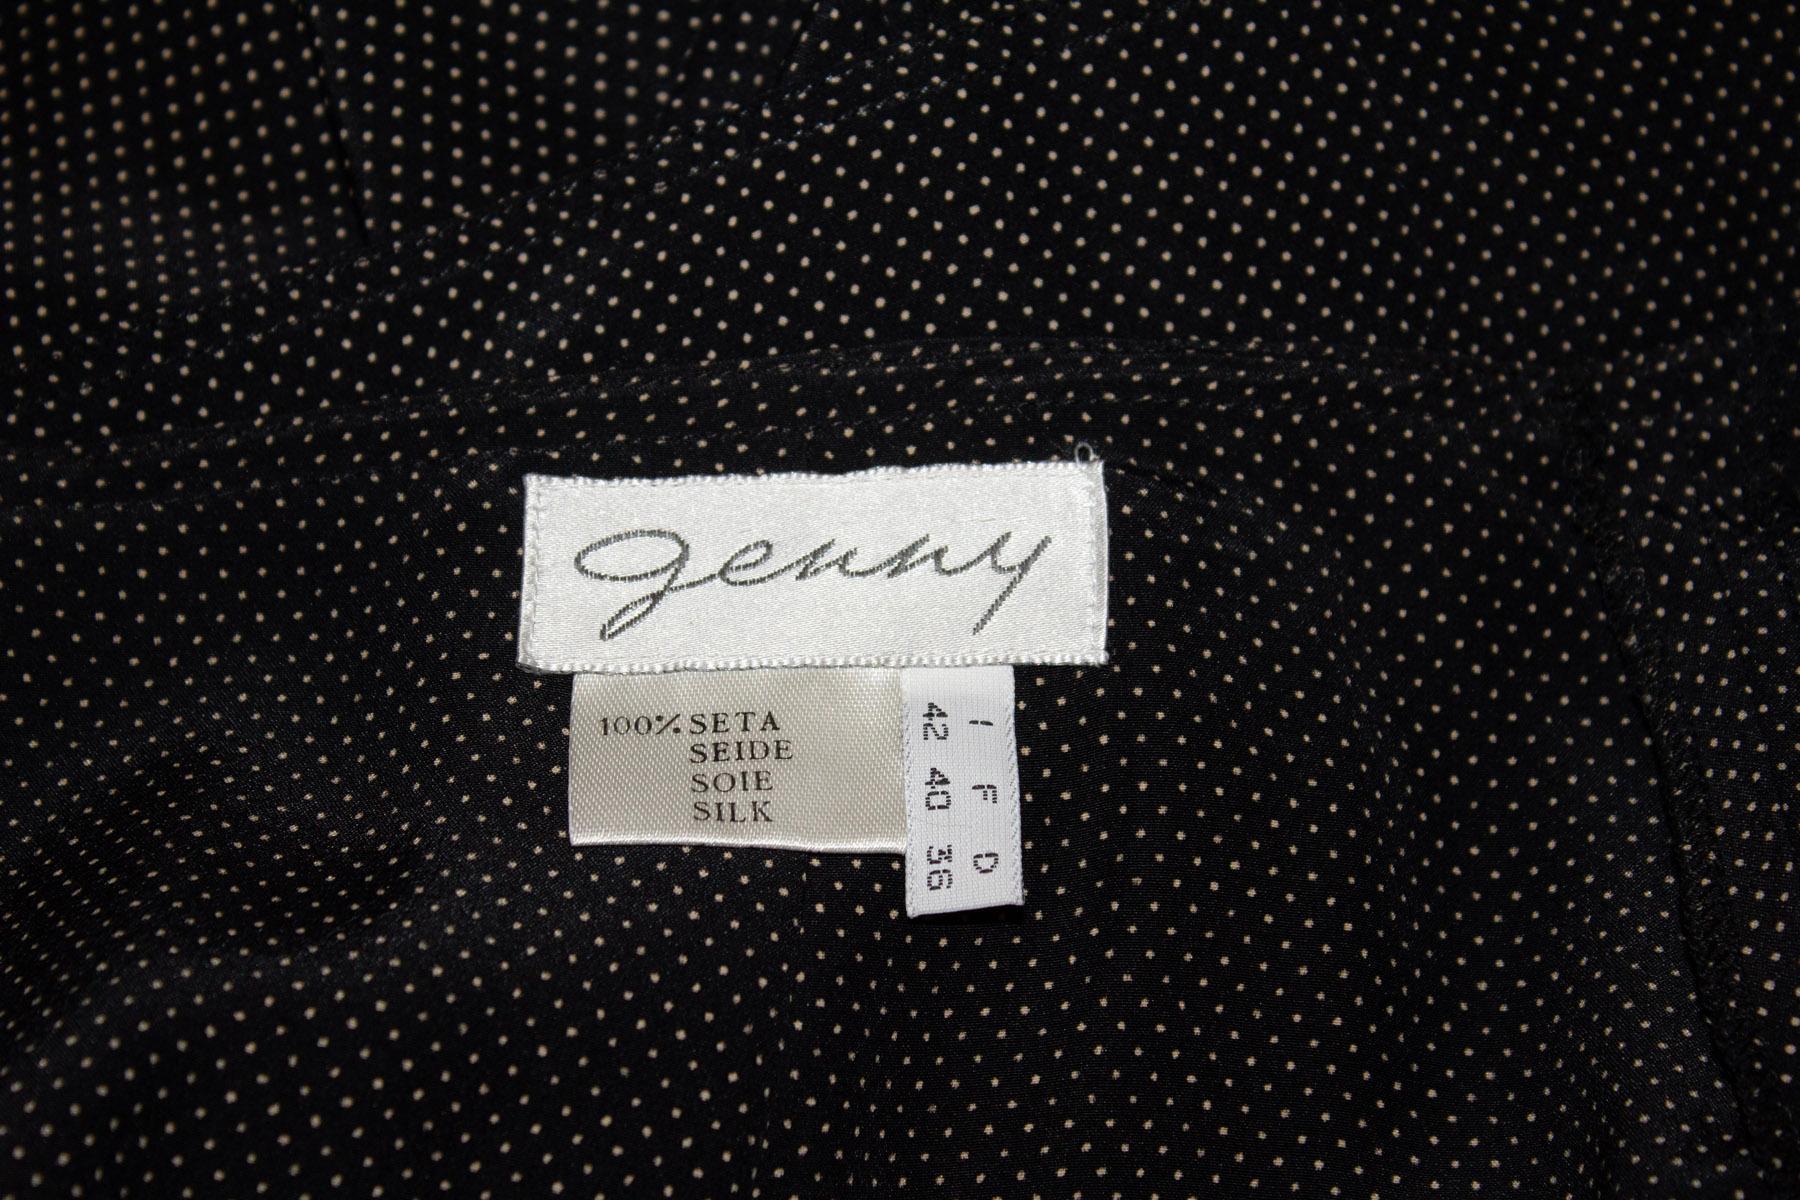 genny
100% SETA
SEIDE
SOIE
SILK
I F D
42 40 36